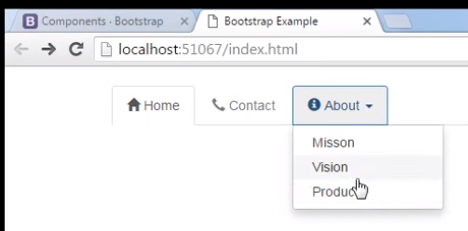 Components · Bootstrap
Bootstrap Example
localhost:51067/index.html
Home
Contact
About
Misson
Vision